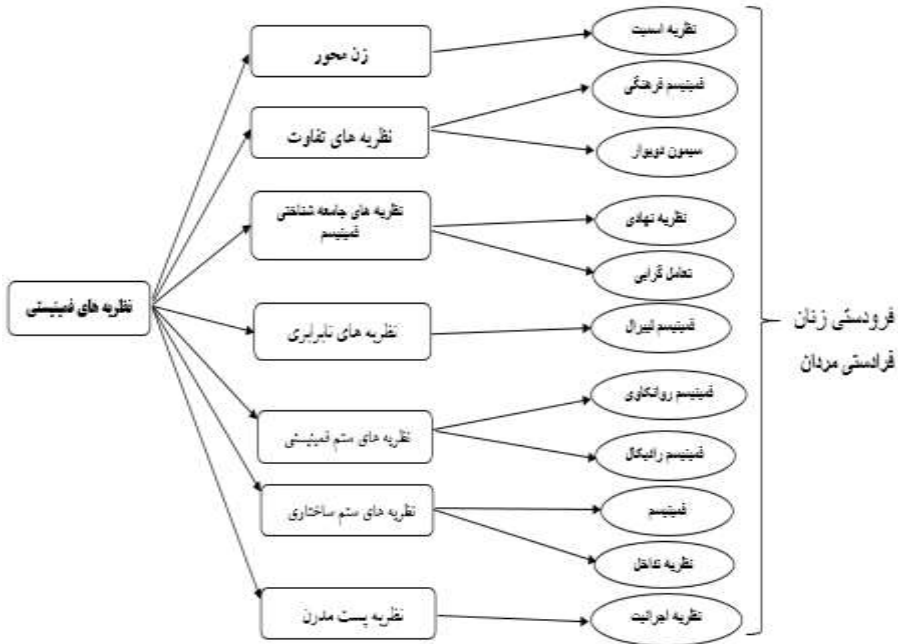 نظریه های فمینیستی
زن محور
نظریه اسمیت
نظریه های تفاوت
فمینیسم فرهنگی
سیمون دوبوار
نظریه های جامعه شناختی
فمینیسم
نظریه نهادی
تعامل گرایی
نظریه های نابرابری
فمینیسم لیبرال
نظریه های ستم فمینیستی
فمینیسم روانکاوی
فمینیسم رادیکال
نظریه های ستم ساختاری
فمینیسم
نظریه تداخل
نظریه پست مدرن
نظریه اجرائیت
فرودستی زنان
فرادستی مردان